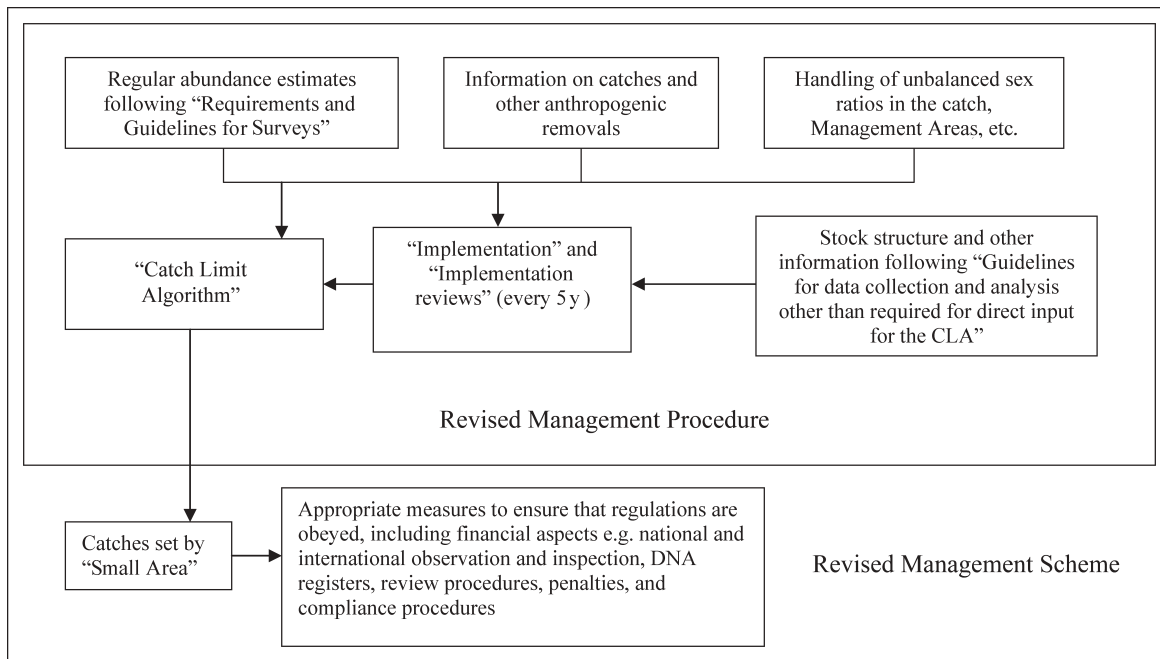 Regular abundance estimates
following “Requirements and
Guidelines for Surveys”
Information on catches and
other anthropogenic
removals
Handling of unbalanced sex
ratios in the catch,
Management Areas, etc.
“Catch Limit
Algorithm”
“Implementation” and
“Implementation
reviews” (every 5 y)
Stock structure and other
information following “Guidelines
for data collection and analysis
other than required for direct input
for the CLA”
Revised Management Procedure
Catches set by
“Small Area”
Appropriate measures to ensure that regulations are
obeyed, including financial aspects e.g. national and
international observation and inspection, DNA
registers, review procedures, penalties, and
compliance procedures
Revised Management Scheme